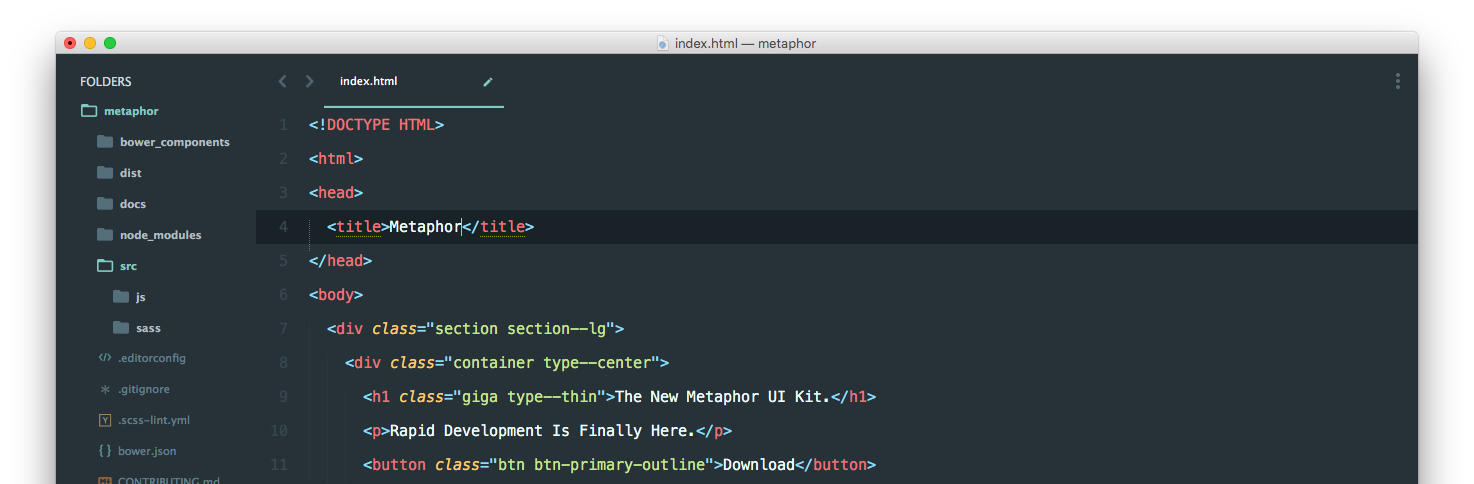 index.html — metaphor
FOLDERS
metaphor
bower_components
dist
docs
node_modules
src
js
sass
.editorconfig
.gitignore
.scss-lint.yml
bower.json
CONTRIBUTING.md
index.html
1 <!DOCTYPE HTML>
2 <html>
3 <head>
4 <title>Metaphor</title>
5 </head>
6 <body>
7 <div class="section section--lg">
8 <div class="container type--center">
9 <h1 class="giga type--thin">The New Metaphor UI Kit.</h1>
10 <p>Rapid Development Is Finally Here.</p>
11 <button class="btn btn-primary-outline">Download</button>